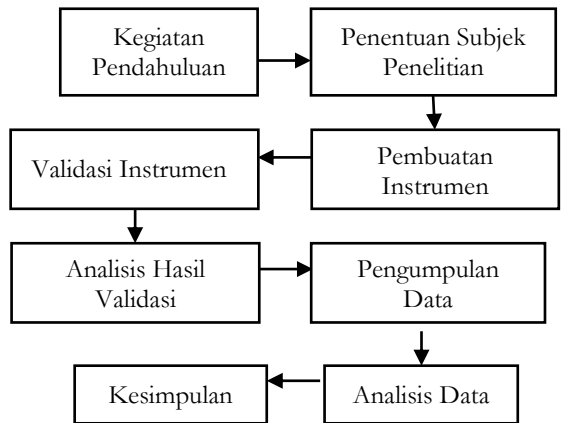 Kegiatan
Pendahuluan
Penentuan Subjek
Penelitian
Validasi Instrumen
Pembuatan
Instrumen
Analisis Hasil
Validasi
Pengumpulan
Data
Kesimpulan
Analisis Data